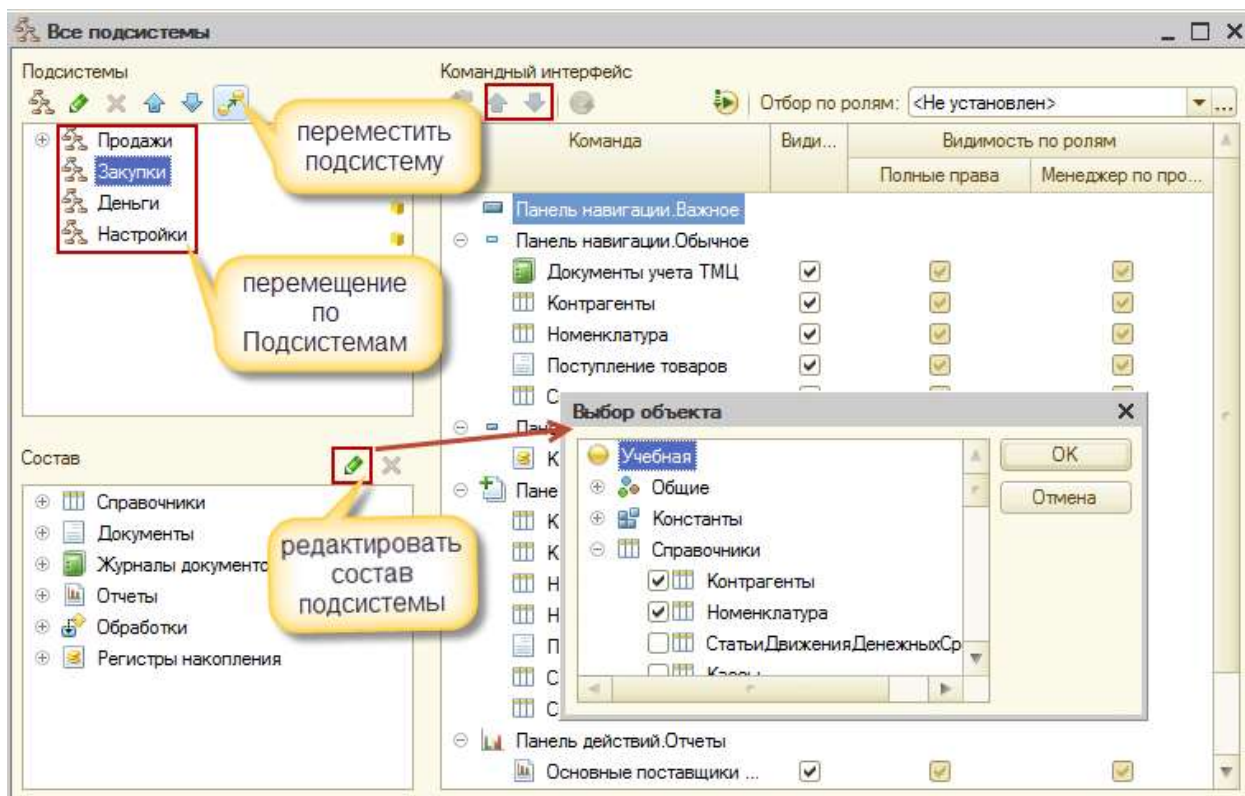 Все подсистемы
Подсистемы
переместить
подсистему
Продажи
Закупки
Деньги
Настройки
перемещение
по
Подсистемам
Состав
редактировать
состав
подсистемы
Справочники
Документы
Журналы документо
Отчеты
Обработки
Регистры накопления
Командный интерфейс
Отбор по ролям: <Не установлен>
...
Команда
Види...
Видимость по ролям
Полные права
Менеджер по про...
Панель навигации.Важное
Панель навигации.Обычное
Документы учета ТМЦ
Контрагенты
Номенклатура
Поступление товаров
С
Пане
К
Пане
К
К
Н
Н
П
С
С
Панель действий.Отчеты
Основные поставщики ...
Выбор объекта
Учебная
Общие
Константы
Справочники
Контрагенты
Номенклатура
СтатьиДвиженияДенежныхСр
Кассы
OK
Отмена